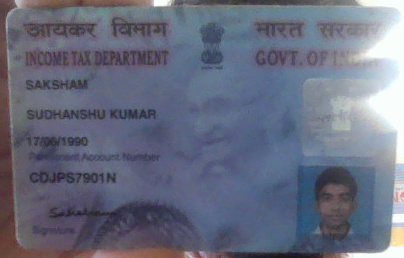 आयकर विभाग
भारत सरकार
INCOME TAX DEPARTMENT
GOVT. OF INDIA
SAKSHAM
SUDHANSHU KUMAR
17/06/1990
Permanent Account Number
CDJPS7901N
Saksham
Signature